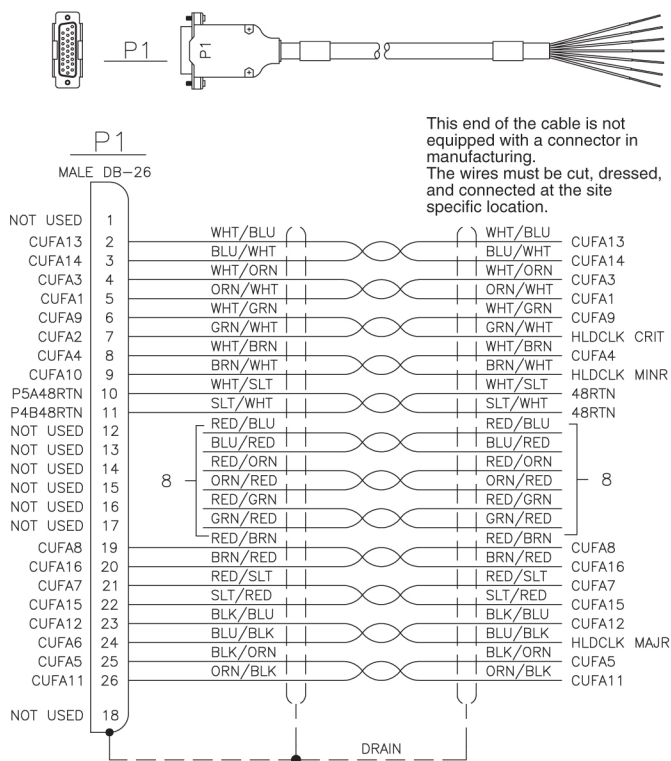 P1
P1
This end of the cable is not
equipped with a connector in
manufacturing.
The wires must be cut, dressed,
and connected at the site
specific location.
P1
MALE DB-26
NOT USED 1
WHT/BLU WHT/BLU
CUFA13 2 CUFA13
BLU/WHT BLU/WHT
CUFA14 3 CUFA14
WHT/ORN WHT/ORN
CUFA3 4 CUFA3
ORN/WHT ORN/WHT
CUFA1 5 CUFA1
WHT/GRN WHT/GRN
CUFA9 6 CUFA9
GRN/WHT GRN/WHT
CUFA2 7 HLDCLK CRIT
WHT/BRN WHT/BRN
CUFA4 8 CUFA4
BRN/WHT BRN/WHT
CUFA10 9 HLDCLK MINR
WHT/SLT WHT/SLT
P5A48RTN 10 48RTN
SLT/WHT SLT/WHT
P4B48RTN 11 48RTN
RED/BLU RED/BLU
NOT USED 12
BLU/RED BLU/RED
NOT USED 13
RED/ORN RED/ORN
NOT USED 14
8 ORN/RED ORN/RED 8
NOT USED 15
RED/GRN RED/GRN
NOT USED 16
GRN/RED GRN/RED
NOT USED 17
RED/BRN RED/BRN
CUFA8 19 CUFA8
BRN/RED BRN/RED
CUFA16 20 CUFA16
RED/SLT RED/SLT
CUFA7 21 CUFA7
SLT/RED SLT/RED
CUFA15 22 CUFA15
BLK/BLU BLK/BLU
CUFA12 23 CUFA12
BLU/BLK BLU/BLK
CUFA6 24 HLDCLK MAJR
BLK/ORN BLK/ORN
CUFA5 25 CUFA5
ORN/BLK ORN/BLK
CUFA11 26 CUFA11
NOT USED 18
DRAIN